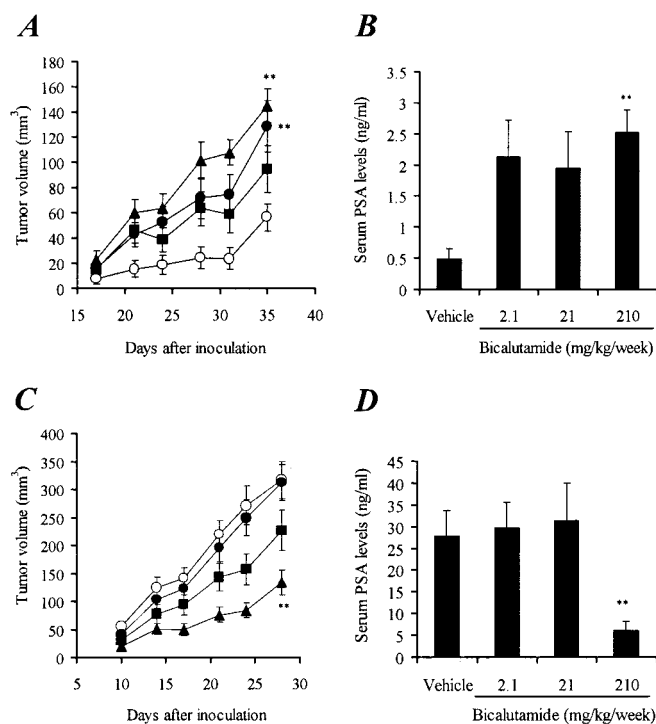 A
B
180
160
140
120
100
80
60
40
20
0
Tumor volume (mm³)
**
**
15 20 25 30 35 40
Days after inoculation
3.5
3
2.5
2
1.5
1
0.5
0
Serum PSA levels (ng/ml)
**
Vehicle 2.1 21 210
Bicalutamide (mg/kg/week)
C
D
400
350
300
250
200
150
100
50
0
Tumor volume (mm³)
**
5 10 15 20 25 30
Days after inoculation
45
40
35
30
25
20
15
10
5
0
Serum PSA levels (ng/ml)
**
Vehicle 2.1 21 210
Bicalutamide (mg/kg/week)